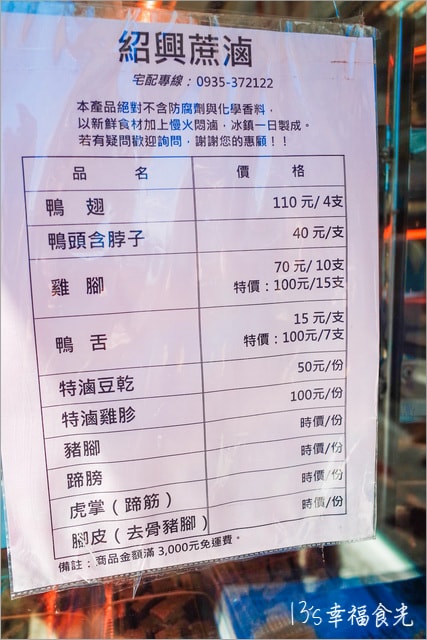 紹興蔗滷
宅配專線：0935-372122
本產品絕對不含防腐劑與化學香料，
以新鮮食材加上慢火悶滷，冰鎮一日製成。
若有疑問歡迎詢問，謝謝您的惠顧！！
品 名 價 格
鴨 翅 110 元/ 4支
鴨頭含脖子 40 元/支
雞 腳 70 元/ 10支
特價：100元/15支
鴨 舌 15 元/支
特價：100元/7支
特滷豆乾 50元/份
特滷雞胗 100元/份
豬腳 時價/份
蹄膀 時價/份
虎掌（蹄筋） 時價/份
腳皮（去骨豬腳） 時價/份
備註：商品金額滿 3,000元免運費。
13's幸福食光